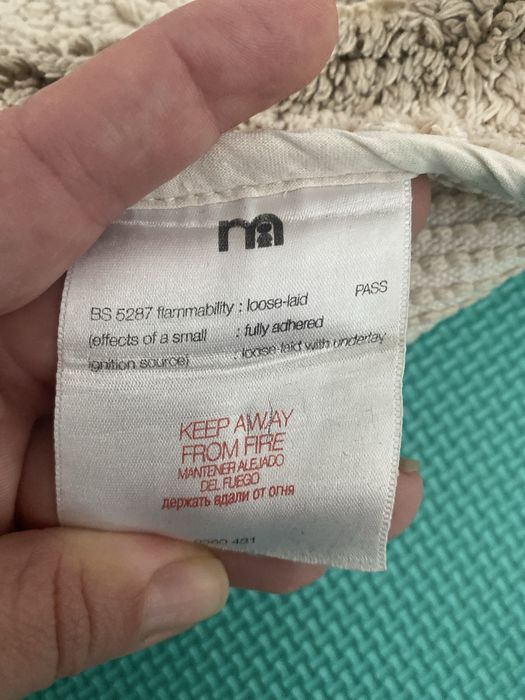 m
BS 5287 flammability : loose-laid PASS
(effects of a small : fully adhered
ignition source) : loose-laid with underlay
KEEP AWAY
FROM FIRE
MANTENER ALEJADO
DEL FUEGO
держать вдали от огня